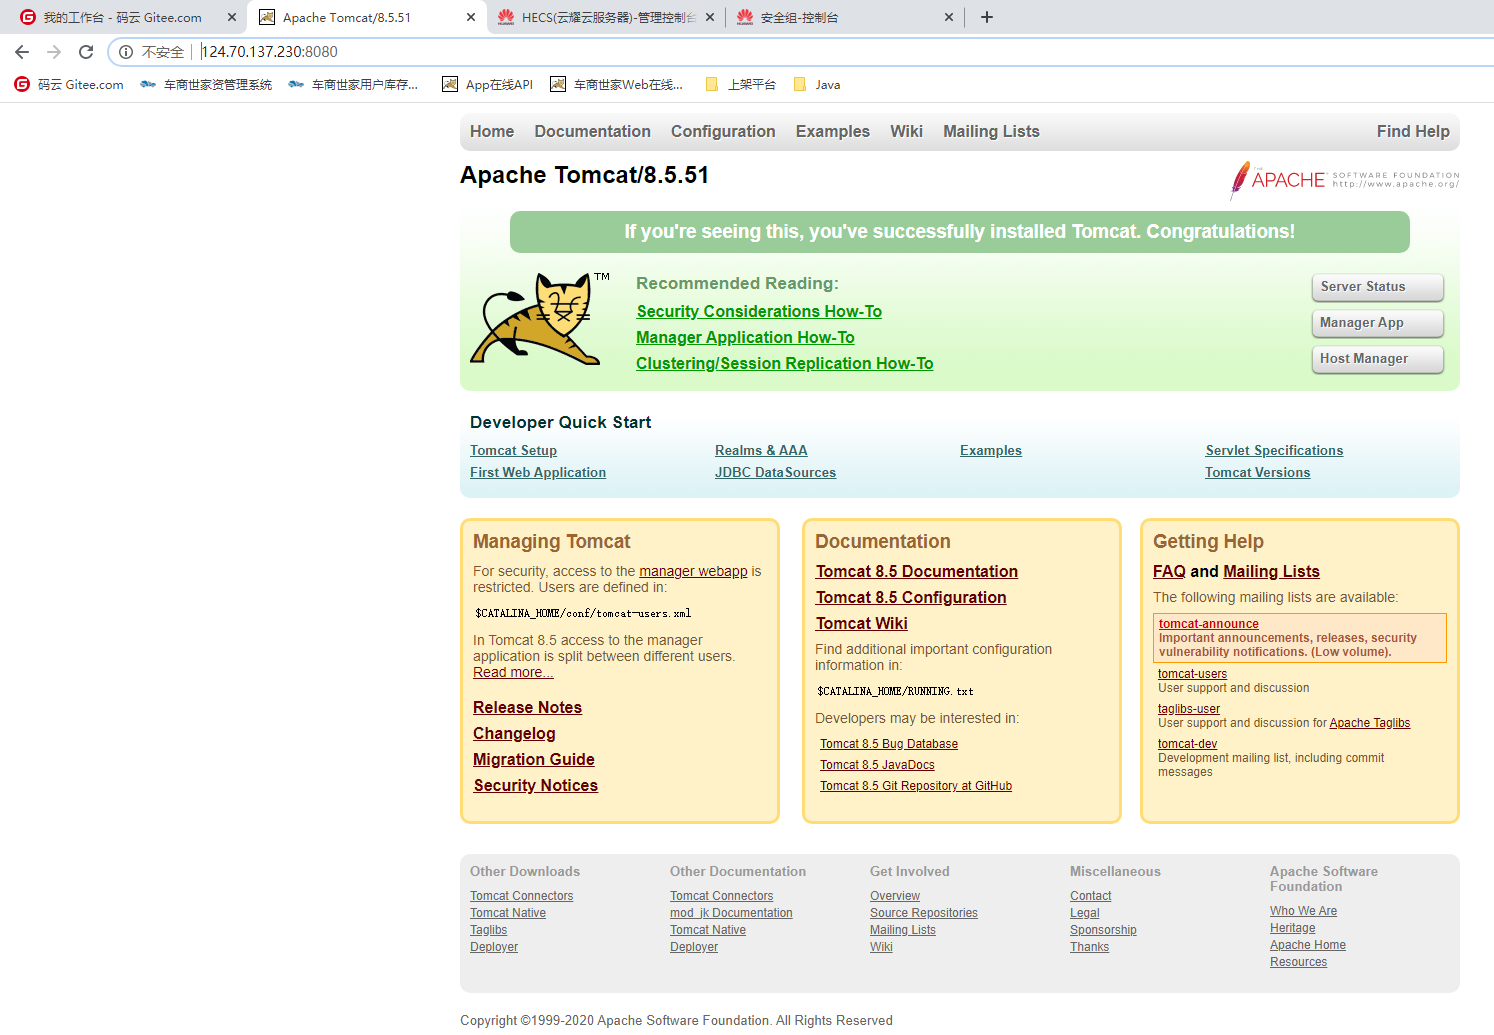 我的工作台 - 码云 Gitee.com
Apache Tomcat/8.5.51
HECS(云耀云服务器)-管理控制台
安全组-控制台
不安全 | 124.70.137.230:8080
码云 Gitee.com
车商世家资管理系统
车商世家用户库存...
App在线API
车商世家Web在线...
上架平台
Java
Home Documentation Configuration Examples Wiki Mailing Lists Find Help
Apache Tomcat/8.5.51
THE APACHE SOFTWARE FOUNDATION
http://www.apache.org/
If you're seeing this, you've successfully installed Tomcat. Congratulations!
TM
Recommended Reading:
Security Considerations How-To
Manager Application How-To
Clustering/Session Replication How-To
Server Status
Manager App
Host Manager
Developer Quick Start
Tomcat Setup
First Web Application
Realms & AAA
JDBC DataSources
Examples
Servlet Specifications
Tomcat Versions
Managing Tomcat
For security, access to the manager webapp is
restricted. Users are defined in:
$CATALINA_HOME/conf/tomcat-users.xml
In Tomcat 8.5 access to the manager
application is split between different users.
Read more...
Release Notes
Changelog
Migration Guide
Security Notices
Documentation
Tomcat 8.5 Documentation
Tomcat 8.5 Configuration
Tomcat Wiki
Find additional important configuration
information in:
$CATALINA_HOME/RUNNING.txt
Developers may be interested in:
Tomcat 8.5 Bug Database
Tomcat 8.5 JavaDocs
Tomcat 8.5 Git Repository at GitHub
Getting Help
FAQ and Mailing Lists
The following mailing lists are available:
tomcat-announce
Important announcements, releases, security
vulnerability notifications. (Low volume).
tomcat-users
User support and discussion
taglibs-user
User support and discussion for Apache Taglibs
tomcat-dev
Development mailing list, including commit
messages
Other Downloads
Tomcat Connectors
Tomcat Native
Taglibs
Deployer
Other Documentation
Tomcat Connectors
mod_jk Documentation
Tomcat Native
Deployer
Get Involved
Overview
Source Repositories
Mailing Lists
Wiki
Miscellaneous
Contact
Legal
Sponsorship
Thanks
Apache Software
Foundation
Who We Are
Heritage
Apache Home
Resources
Copyright ©1999-2020 Apache Software Foundation. All Rights Reserved